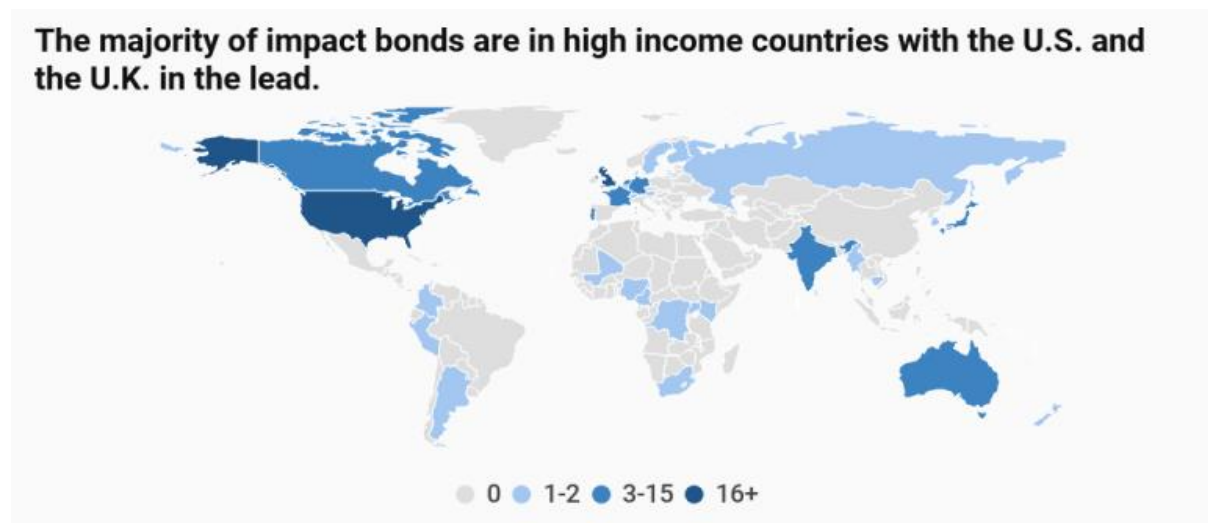 The majority of impact bonds are in high income countries with the U.S. and
the U.K. in the lead.
0 1-2 3-15 16+